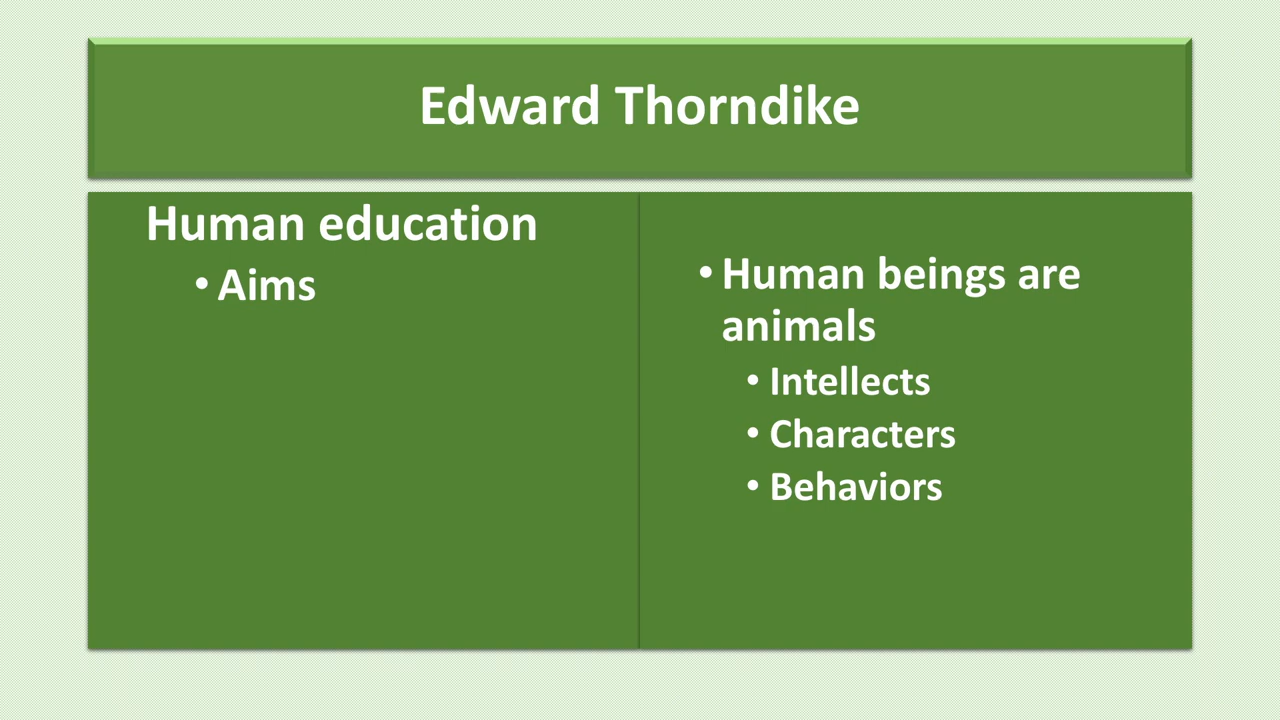 Edward Thorndike
Human education
• Aims
• Human beings are
animals
• Intellects
• Characters
• Behaviors